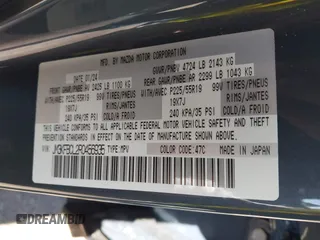 MFD. BY MAZDA MOTOR CORPORATION
DATE 01/24
GVWR/PNBV 4724 LB 2143 KG
GAWR FRONT/PNBE AV 2425 LB 1100 KG
REAR GAWR/PNBE AR 2299 LB 1043 KG
WITH/AVEC P225/55R19 99V TIRES/PNEUS
19X7J RIMS/JANTES
240 KPA/35 PSI COLD/A FROID
WITH/AVEC P225/55R19 99V TIRES/PNEUS
19X7J RIMS/JANTES
240 KPA/35 PSI COLD/A FROID
THIS VEHICLE CONFORMS TO ALL APPLICABLE FEDERAL MOTOR
VEHICLE SAFETY
THEFT PREVENTION STANDARDS IN EFFECT ON
THE DATE OF MANUFACTURE SHOWN ABOVE.
TYPE:MPV
COLOR CODE: 47C
MADE IN JAPAN
DREAMBID